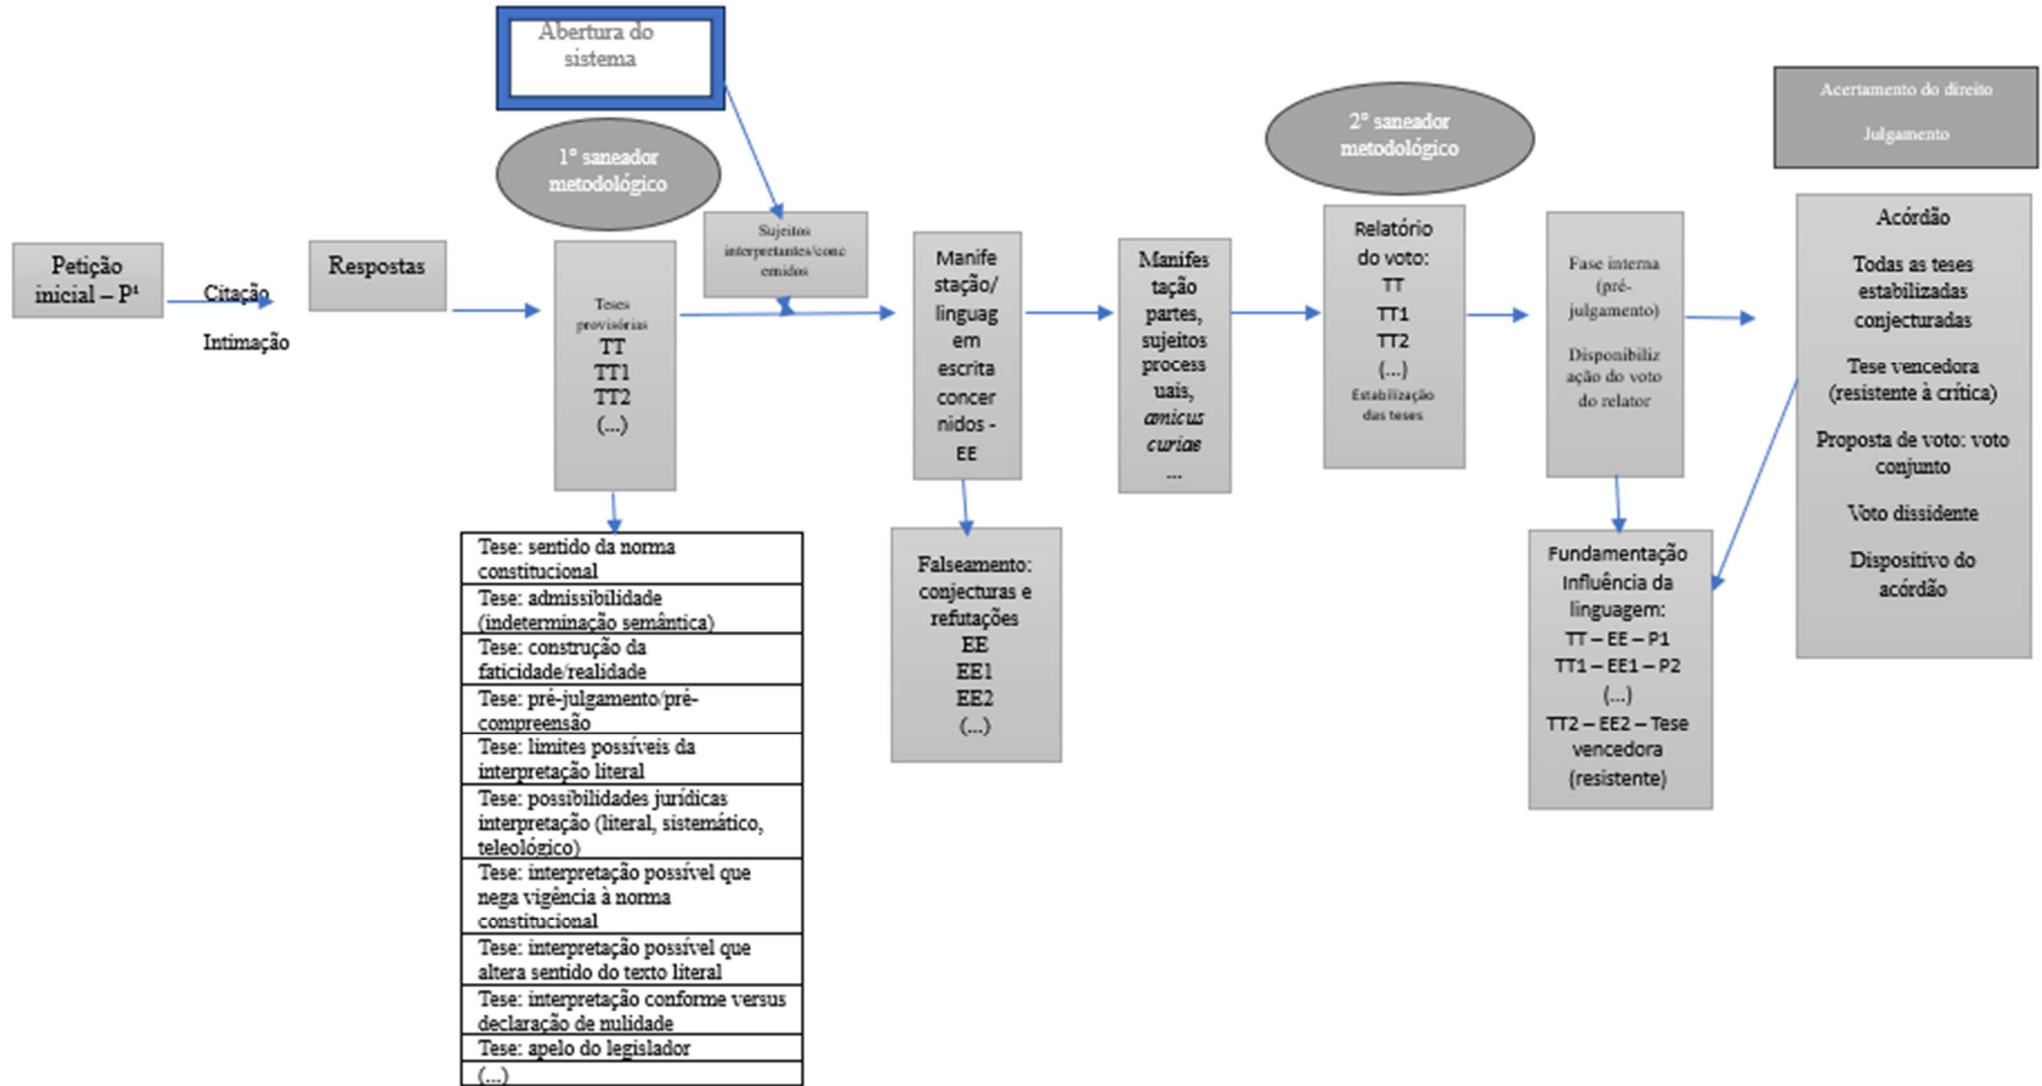 Abertura do
sistema
1° saneador
metodológico
2° saneador
metodológico
Acertamento do direito
Julgamento
Petição
inicial – P¹
Citação
Intimação
Respostas
Teses
provisórias
TT
TT1
TT2
(...)
Sujeitos
interpretantes/conc
ernidos
Manife
stação/
linguag
em
escrita
concer
nidos -
EE
Manifes
tação
partes,
sujeitos
process
uais,
amicus
curiae
...
Relatório
do voto:
TT
TT1
TT2
(...)
Estabilização
das teses
Fase interna
(pré-
julgamento)
Disponibiliz
ação do voto
do relator
Acórdão
Todas as teses
estabilizadas
conjecturadas
Tese vencedora
(resistente à crítica)
Proposta de voto: voto
conjunto
Voto dissidente
Dispositivo do
acórdão
Tese: sentido da norma
constitucional
Tese: admissibilidade
(indeterminação semântica)
Tese: construção da
faticidade/realidade
Tese: pré-julgamento/pré-
compreensão
Tese: limites possíveis da
interpretação literal
Tese: possibilidades jurídicas
interpretação (literal, sistemático,
teleológico)
Tese: interpretação possível que
nega vigência à norma
constitucional
Tese: interpretação possível que
altera sentido do texto literal
Tese: interpretação conforme versus
declaração de nulidade
Tese: apelo do legislador
(...)
Falseamento:
conjecturas e
refutações
EE
EE1
EE2
(...)
Fundamentação
Influência da
linguagem:
TT – EE – P1
TT1 – EE1 – P2
(...)
TT2 – EE2 – Tese
vencedora
(resistente)